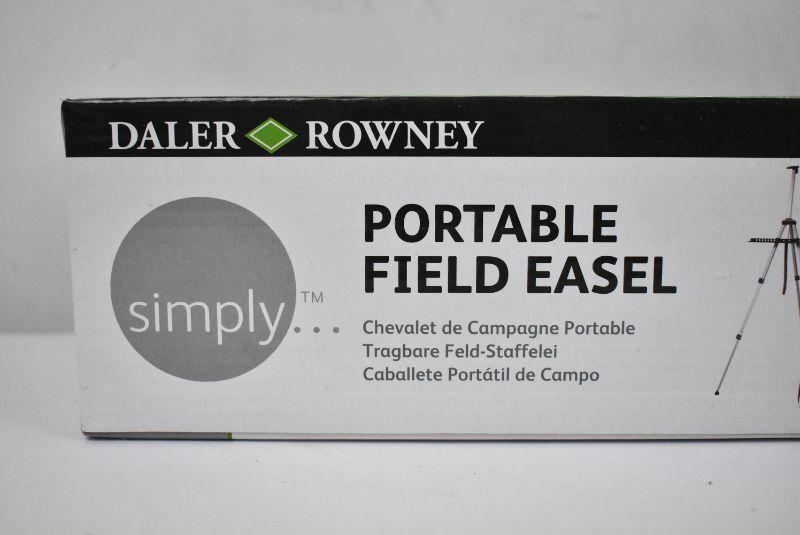 DALER ROWNEY
simply...™
PORTABLE
FIELD EASEL
Chevalet de Campagne Portable
Tragbare Feld-Staffelei
Caballete Portátil de Campo